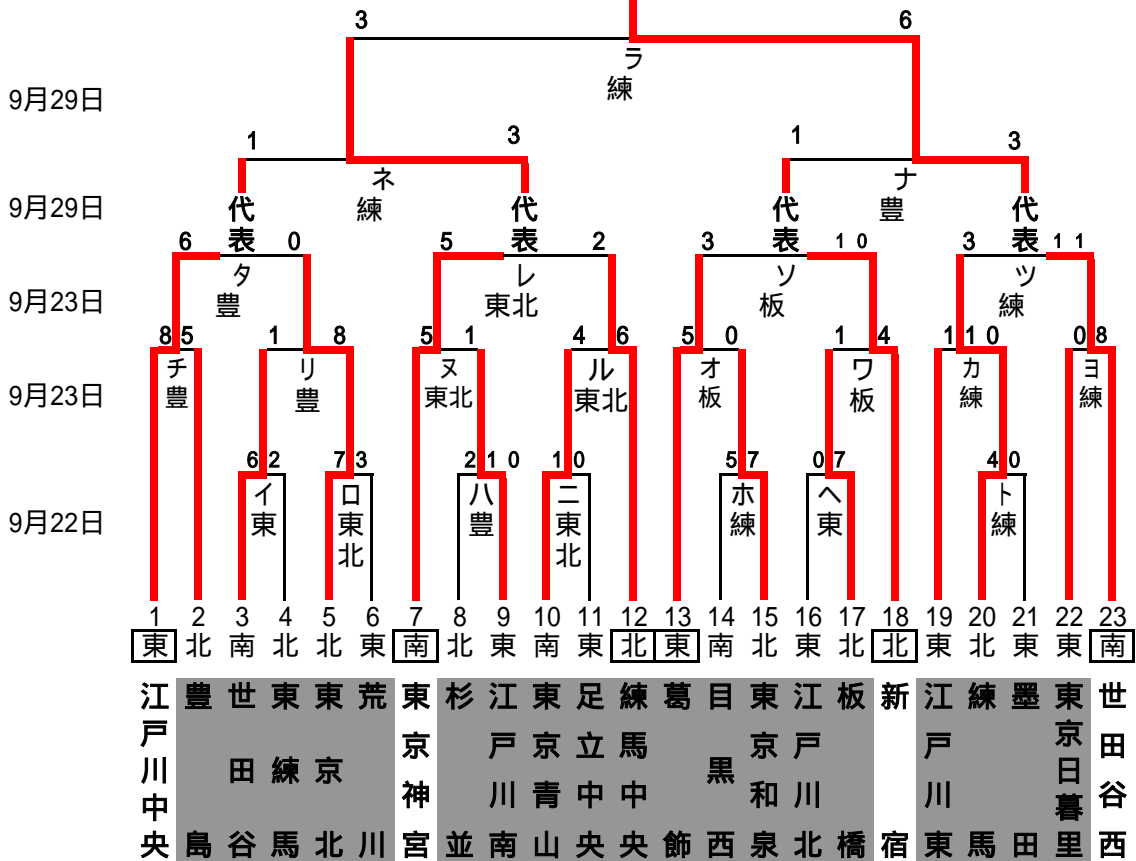 3 6
ラ
練
9月29日
1 3 1 3
ネ ナ
練 豊
9月29日
代表 代表 代表 代表
6 0 5 2 3 10 3 11
タ レ ソ ツ
豊 東北 板 練
9月23日
8 5 1 8 5 1 4 6 5 0 1 4 1 10 0 8
チ リ ヌ ル オ ワ カ ヨ
豊 豊 東北 東北 板 板 練 練
9月23日
6 2 7 3 2 10 1 0 5 7 0 7 4 0
イ ロ ハ ニ ホ ヘ ト
東 東北 豊 東北 練 東 練
9月22日
1 2 3 4 5 6 7 8 9 10 11 12 13 14 15 16 17 18 19 20 21 22 23
東 北 南 北 北 東 南 北 東 南 東 北 東 南 北 東 北 北 東 北 東 東 南
江戸川中央
豊島
世田谷
東練馬
東京北
荒川
東京神宮
杉並
江戸川南
東京青山
足立中央
練馬中央
葛飾
目黒西
東京和泉
江戸川北
板橋
新宿
江戸川東
練馬
墨田
東京日暮里
世田谷西